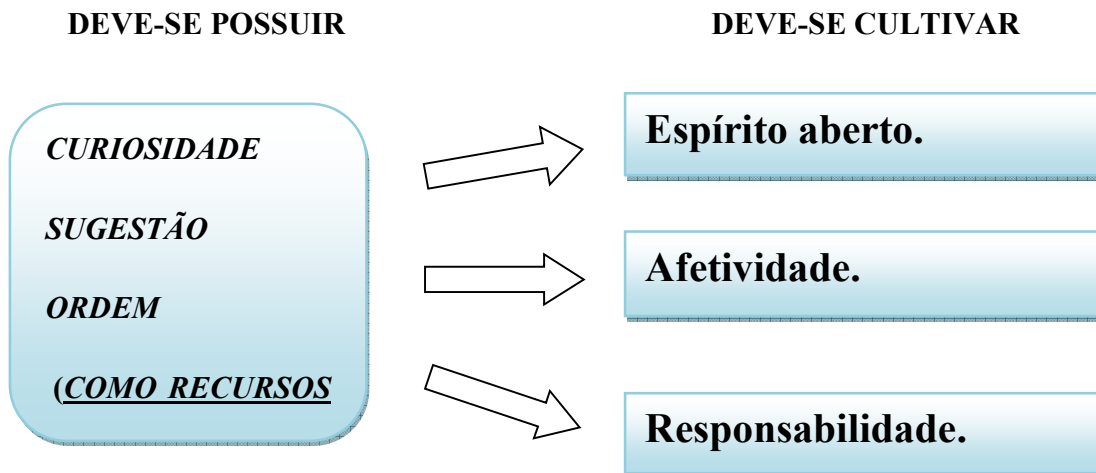 DEVE-SE POSSUIR
DEVE-SE CULTIVAR
CURIOSIDADE
SUGESTÃO
ORDEM
(COMO RECURSOS
Espírito aberto.
Afetividade.
Responsabilidade.